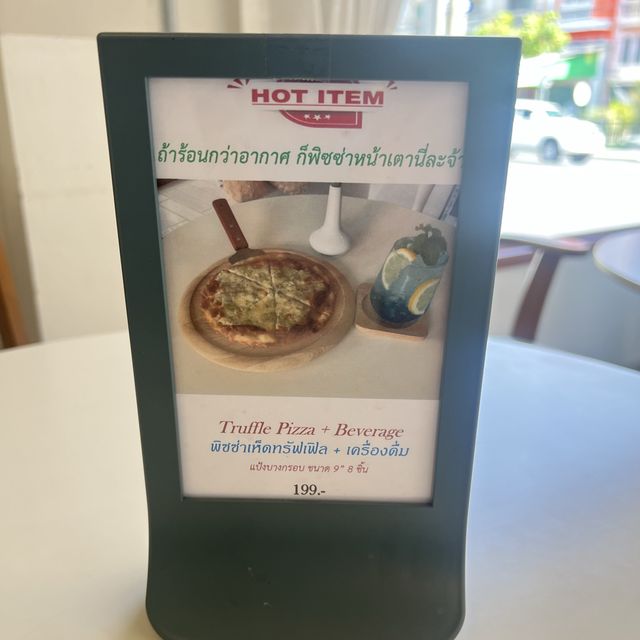 HOT ITEM
ถ้าร้อนกว่าอากาศ ก็พิซซ่าหน้าเตานี่ละจ้า
Truffle Pizza + Beverage
พิซซ่าเห็ดทรัฟเฟิล + เครื่องดื่ม
แป้งบางกรอบ ขนาด 9" 8 ชิ้น
199.-